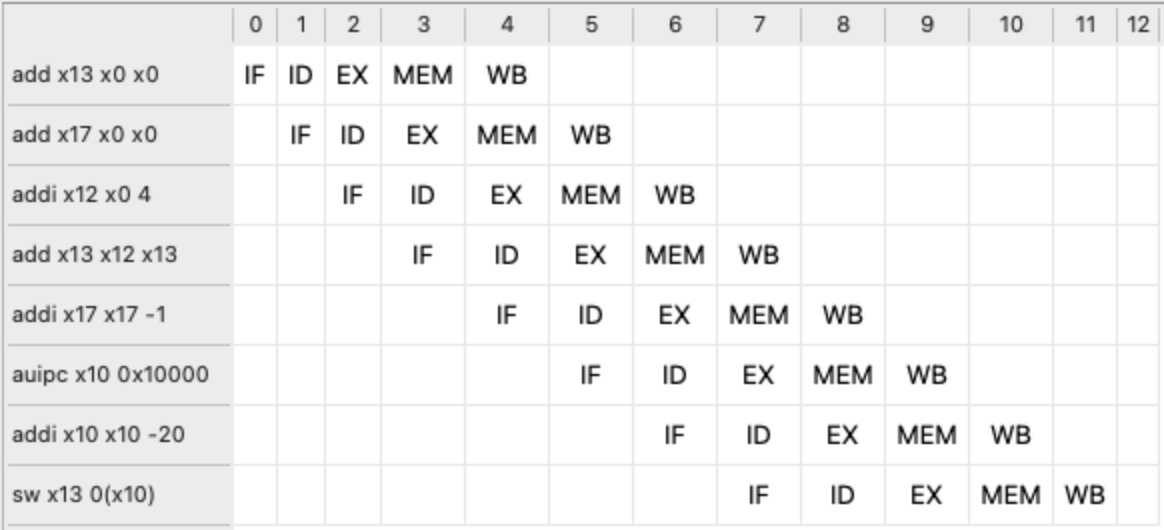 0 1 2 3 4 5 6 7 8 9 10 11 12
add x13 x0 x0 IF ID EX MEM WB
add x17 x0 x0 IF ID EX MEM WB
addi x12 x0 4 IF ID EX MEM WB
add x13 x12 x13 IF ID EX MEM WB
addi x17 x17 -1 IF ID EX MEM WB
auipc x10 0x10000 IF ID EX MEM WB
addi x10 x10 -20 IF ID EX MEM WB
sw x13 0(x10) IF ID EX MEM WB